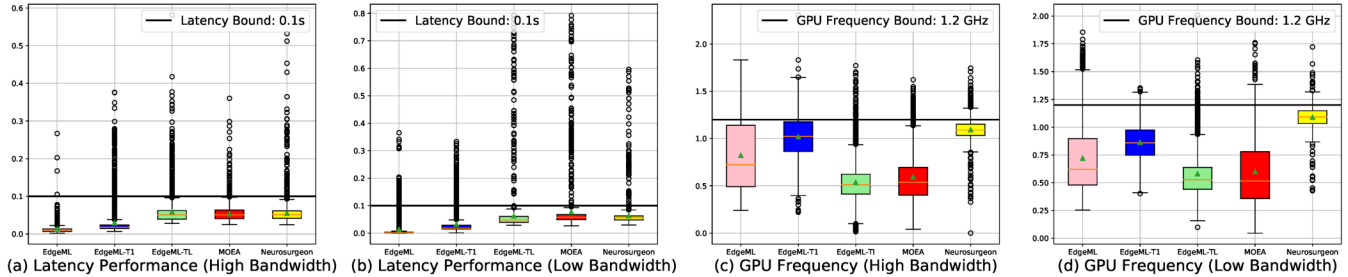 0.6
0.5
0.4
0.3
0.2
0.1
0.0
Latency Bound: 0.1s
EdgeML
EdgeML-T1
EdgeML-TL
MOEA
Neurosurgeon
(a) Latency Performance (High Bandwidth)
0.8
0.7
0.6
0.5
0.4
0.3
0.2
0.1
0.0
Latency Bound: 0.1s
EdgeML
EdgeML-T1
EdgeML-TL
MOEA
Neurosurgeon
(b) Latency Performance (Low Bandwidth)
2.0
1.5
1.0
0.5
0.0
GPU Frequency Bound: 1.2 GHz
EdgeML
EdgeML-T1
EdgeML-Tl
MOEA
Neurosurgeon
(c) GPU Frequency (High Bandwidth)
2.00
1.75
1.50
1.25
1.00
0.75
0.50
0.25
0.00
GPU Frequency Bound: 1.2 GHz
EdgeML
EdgeML-T1
EdgeML-TL
MOEA
Neurosurgeon
(d) GPU Frequency (Low Bandwidth)